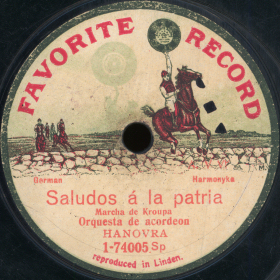 FAVORITE RECORD
German Harmonyka
Saludos á la patria
Marcha de Kroupa
Orquesta de acordeon
HANOVRA
1-74005 Sp
reproduced in Linden.